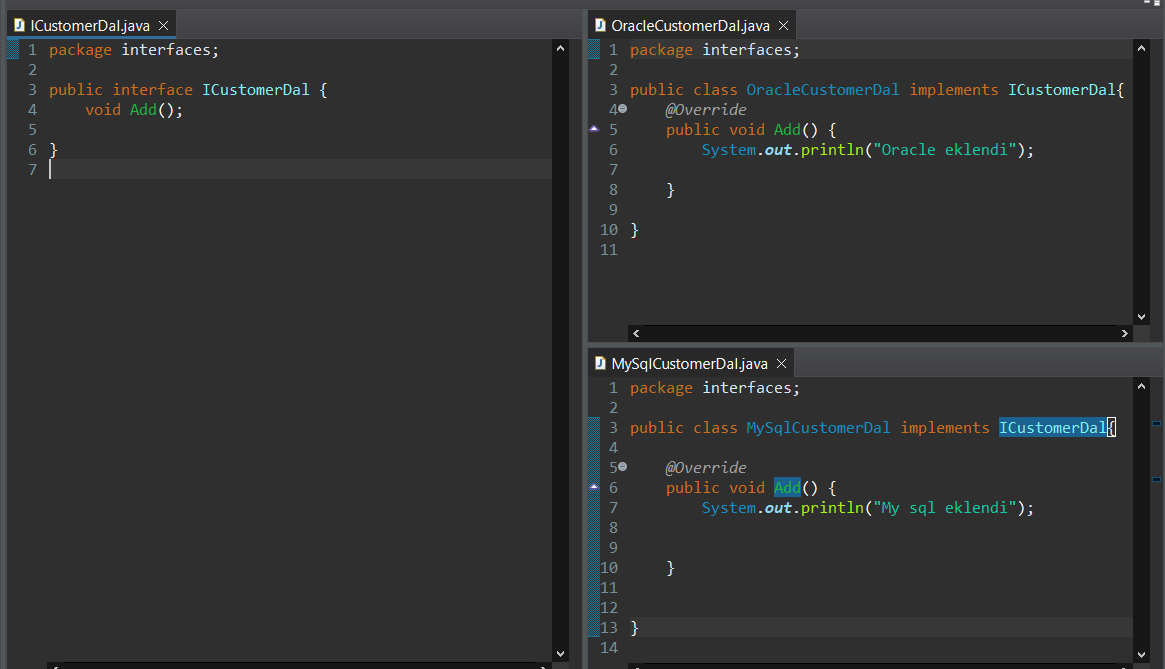 ICustomerDal.java
1 package interfaces;
2
3 public interface ICustomerDal {
4     void Add();
5
6 }
7
OracleCustomerDal.java
1 package interfaces;
2
3 public class OracleCustomerDal implements ICustomerDal{
4     @Override
5     public void Add() {
6         System.out.println("Oracle eklendi");
7
8     }
9
10 }
11
MySqlCustomerDal.java
1 package interfaces;
2
3 public class MySqlCustomerDal implements ICustomerDal{
4
5     @Override
6     public void Add() {
7         System.out.println("My sql eklendi");
8
9
10     }
11
12
13 }
14